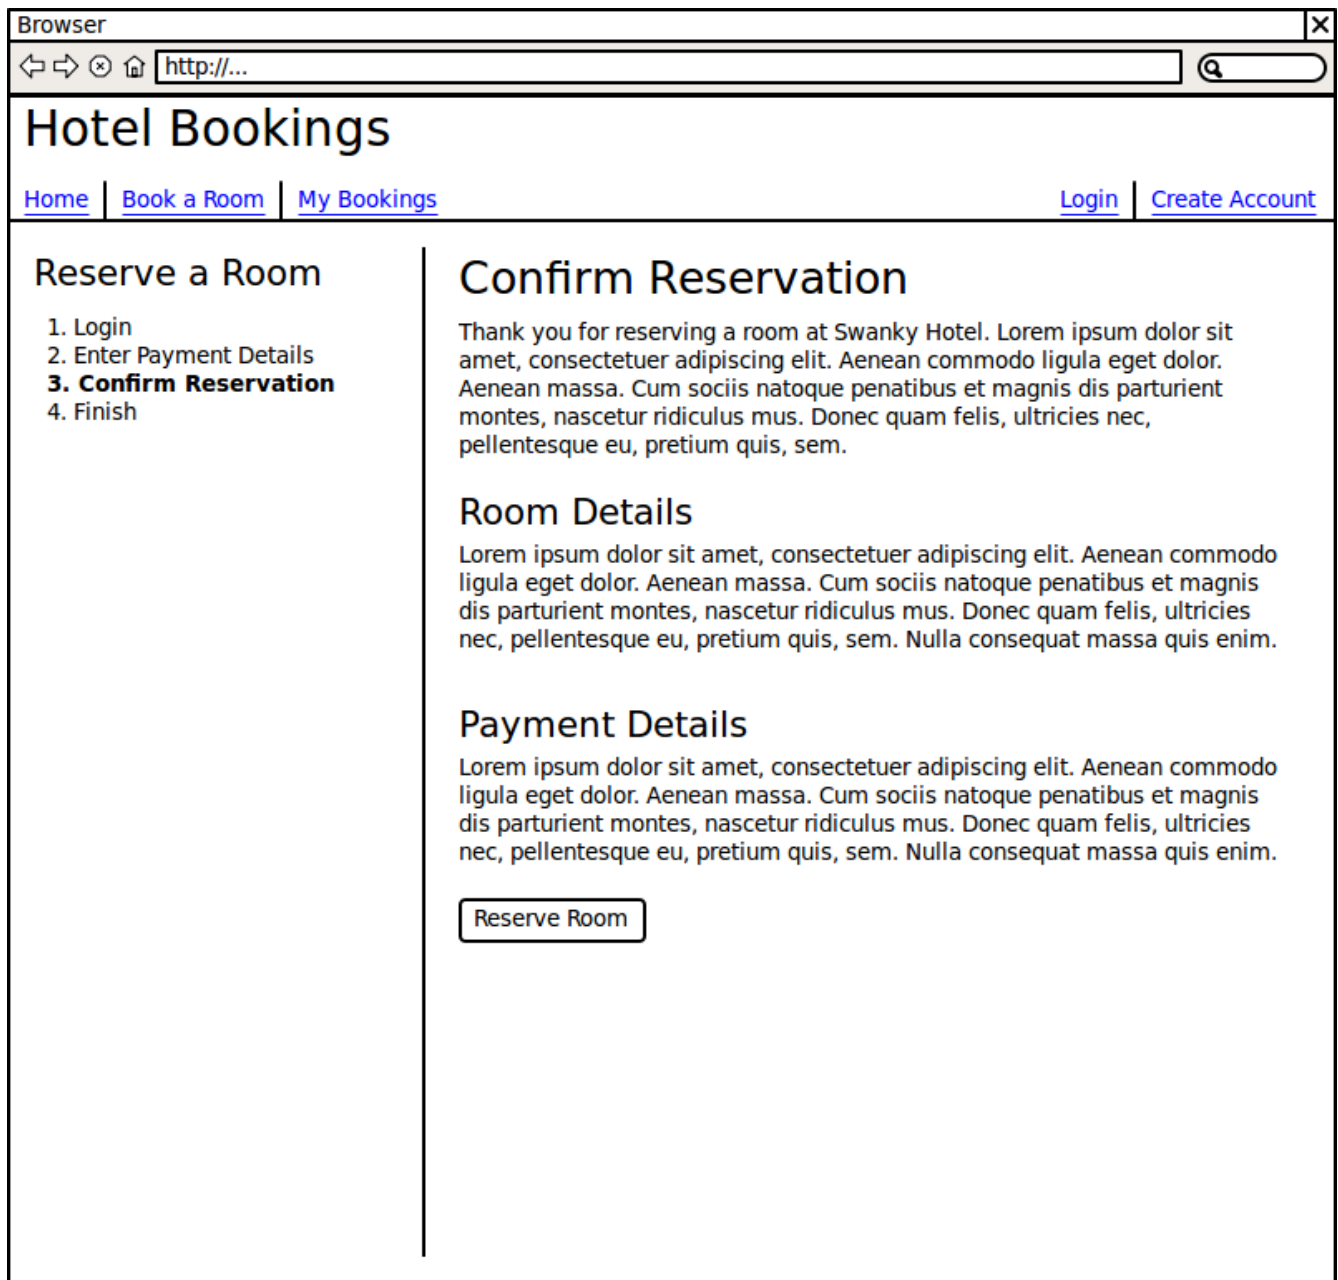 Browser
http://...
Hotel Bookings
Home Book a Room My Bookings Login Create Account
Reserve a Room
1. Login
2. Enter Payment Details
3. Confirm Reservation
4. Finish
Confirm Reservation
Thank you for reserving a room at Swanky Hotel. Lorem ipsum dolor sit
amet, consectetuer adipiscing elit. Aenean commodo ligula eget dolor.
Aenean massa. Cum sociis natoque penatibus et magnis dis parturient
montes, nascetur ridiculus mus. Donec quam felis, ultricies nec,
pellentesque eu, pretium quis, sem.
Room Details
Lorem ipsum dolor sit amet, consectetuer adipiscing elit. Aenean commodo
ligula eget dolor. Aenean massa. Cum sociis natoque penatibus et magnis
dis parturient montes, nascetur ridiculus mus. Donec quam felis, ultricies
nec, pellentesque eu, pretium quis, sem. Nulla consequat massa quis enim.
Payment Details
Lorem ipsum dolor sit amet, consectetuer adipiscing elit. Aenean commodo
ligula eget dolor. Aenean massa. Cum sociis natoque penatibus et magnis
dis parturient montes, nascetur ridiculus mus. Donec quam felis, ultricies
nec, pellentesque eu, pretium quis, sem. Nulla consequat massa quis enim.
Reserve Room